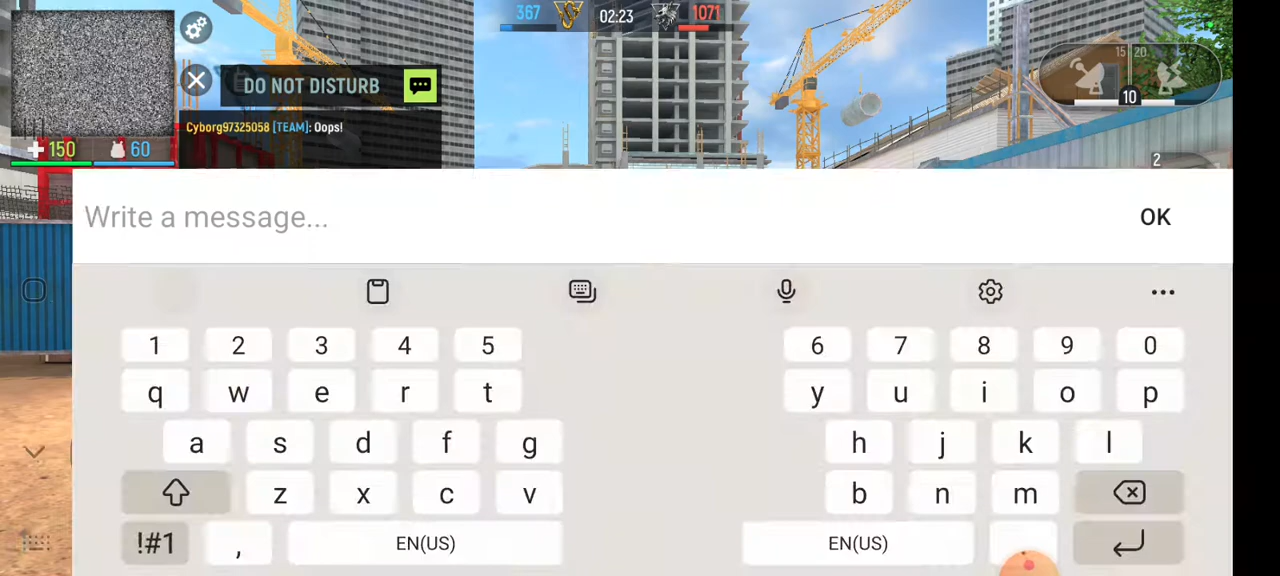 367 02:23 1071
15 20
DO NOT DISTURB
10
Cyborg97325058 [TEAM]: Oops!
150 60
2
Write a message...
OK
1 2 3 4 5 6 7 8 9 0
q w e r t y u i o p
a s d f g h j k l
z x c v b n m
!#1 , EN(US) EN(US)